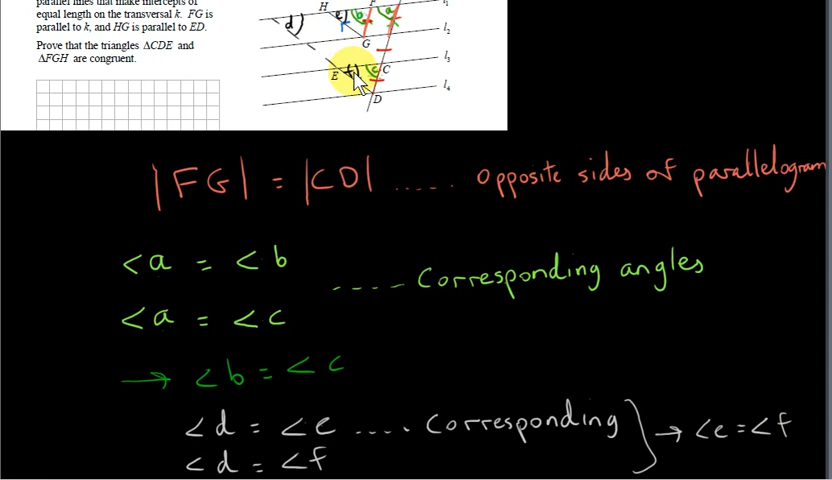 parallel lines that make intercepts of
equal length on the transversal k. FG is
parallel to k, and HG is parallel to ED.
Prove that the triangles ΔCDE and
ΔFGH are congruent.
H
d)
e)
b
a
G
l₂
l₃
E
f)
c
C
D
l₄
|FG| = |CD| ..... opposite sides of parallelogram
<a = <b
.... Corresponding angles
<a = <c
→ <b = <c
<d = <e .... Corresponding
→ <e = <f
<d = <f